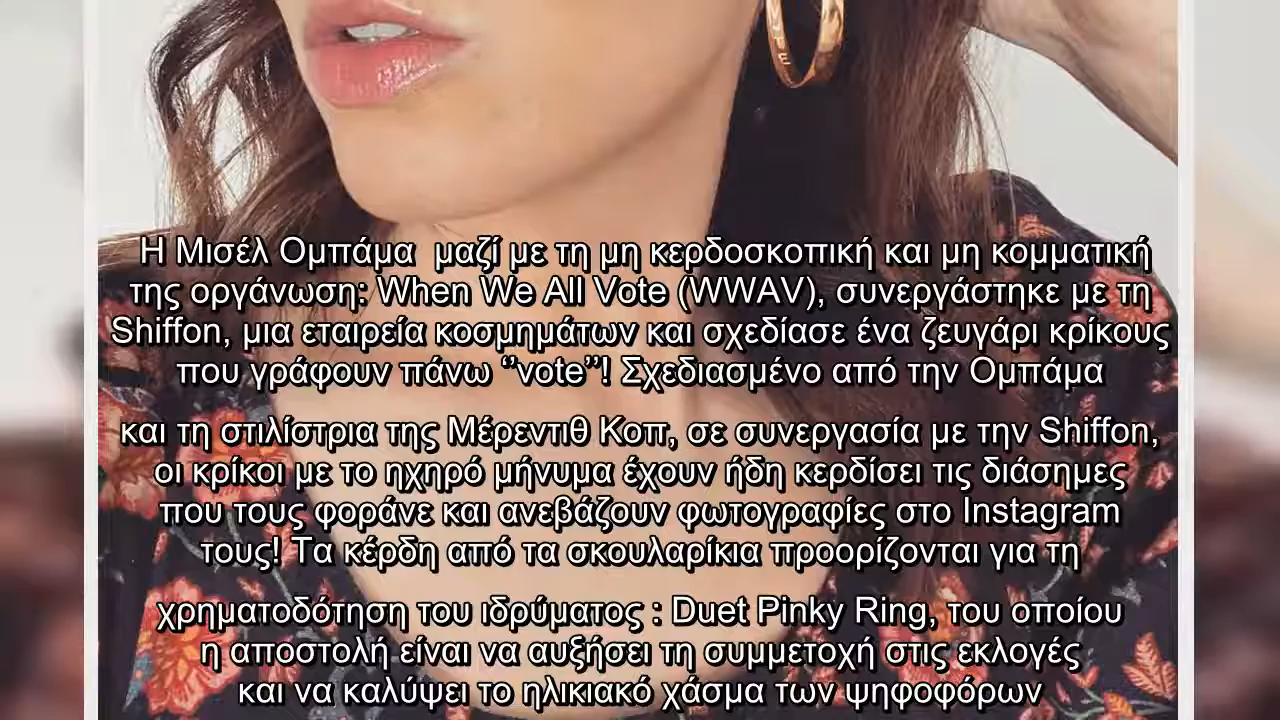 Η Μισέλ Ομπάμα μαζί με τη μη κερδοσκοπική και μη κομματική
της οργάνωση: When We All Vote (WWAV), συνεργάστηκε με τη
Shiffon, μια εταιρεία κοσμημάτων και σχεδίασε ένα ζευγάρι κρίκους
που γράφουν πάνω ‘’vote’’! Σχεδιασμένο από την Ομπάμα
και τη στιλίστρια της Μέρεντιθ Κοπ, σε συνεργασία με την Shiffon,
οι κρίκοι με το ηχηρό μήνυμα έχουν ήδη κερδίσει τις διάσημες
που τους φοράνε και ανεβάζουν φωτογραφίες στο Instagram
τους! Τα κέρδη από τα σκουλαρίκια προορίζονται για τη
χρηματοδότηση του ιδρύματος : Duet Pinky Ring, του οποίου
η αποστολή είναι να αυξήσει τη συμμετοχή στις εκλογές
και να καλύψει το ηλικιακό χάσμα των ψηφοφόρων